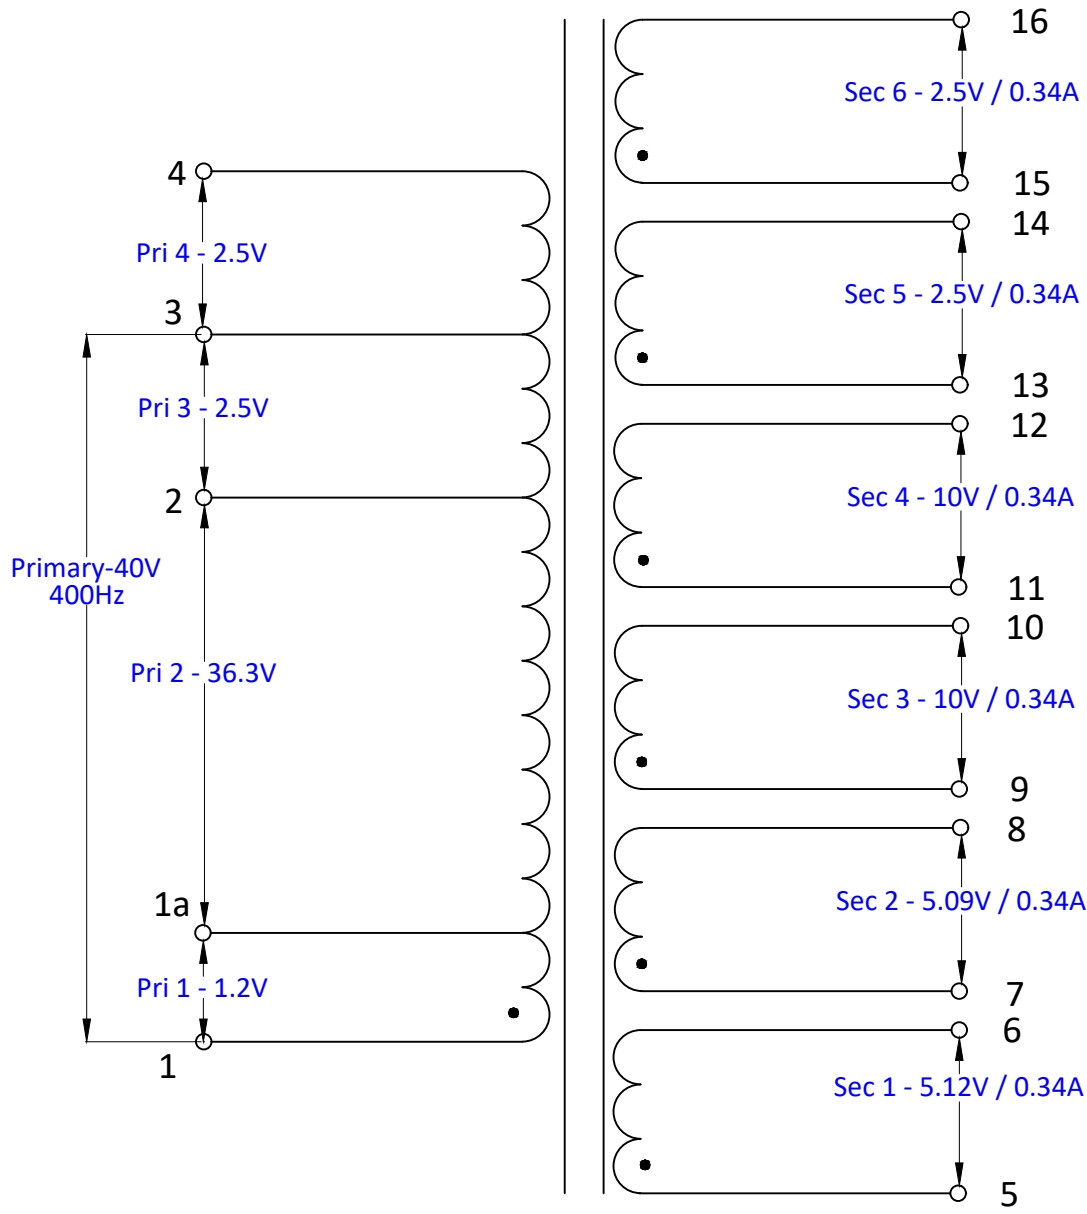 16
Sec 6 - 2.5V / 0.34A
15
14
Sec 5 - 2.5V / 0.34A
13
12
Sec 4 - 10V / 0.34A
11
10
Sec 3 - 10V / 0.34A
9
8
Sec 2 - 5.09V / 0.34A
7
6
Sec 1 - 5.12V / 0.34A
5
4
Pri 4 - 2.5V
3
Pri 3 - 2.5V
2
Primary-40V
400Hz
Pri 2 - 36.3V
1a
Pri 1 - 1.2V
1